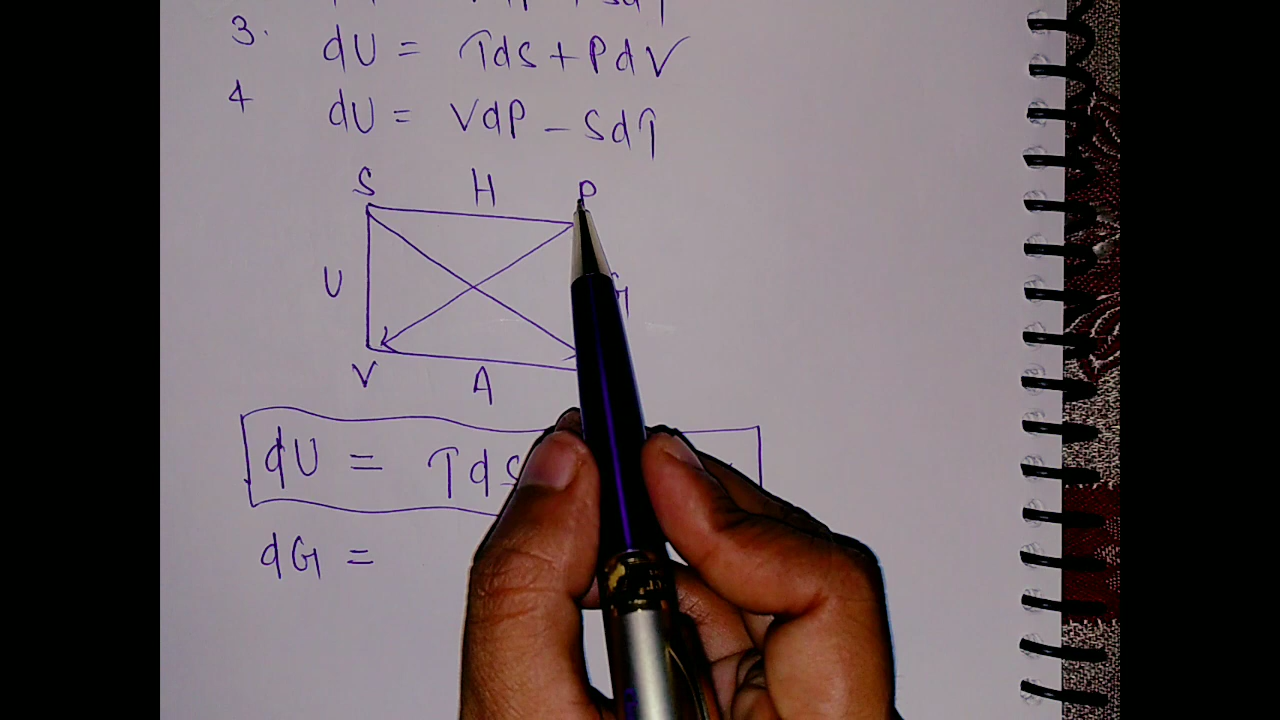 3. dU = Tds + PdV
4 dU = VdP - SdT
S H P
U
V A
dU = Tds
dG =